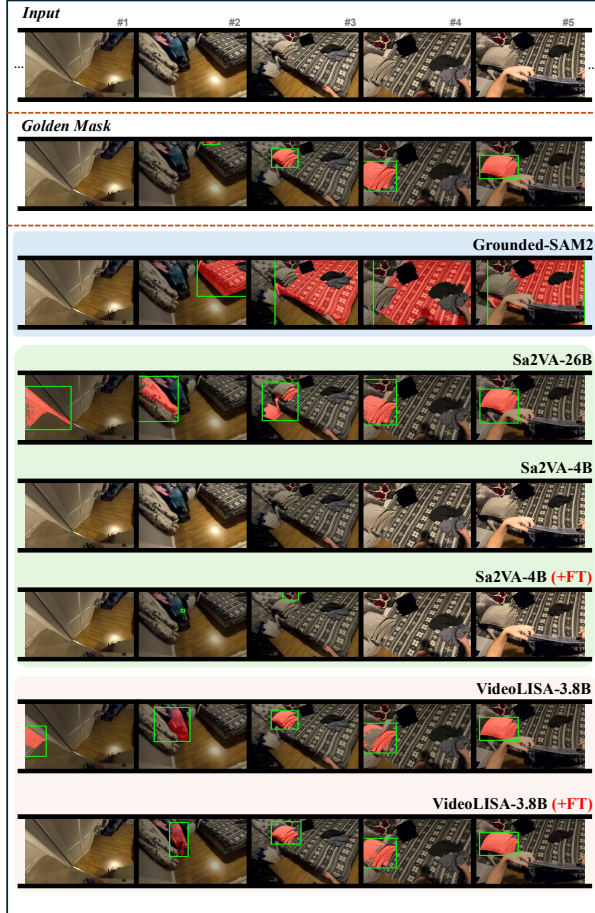 Input
#1 #2 #3 #4 #5
... ...
Golden Mask
Grounded-SAM2
Sa2VA-26B
Sa2VA-4B
Sa2VA-4B (+FT)
VideoLISA-3.8B
VideoLISA-3.8B (+FT)